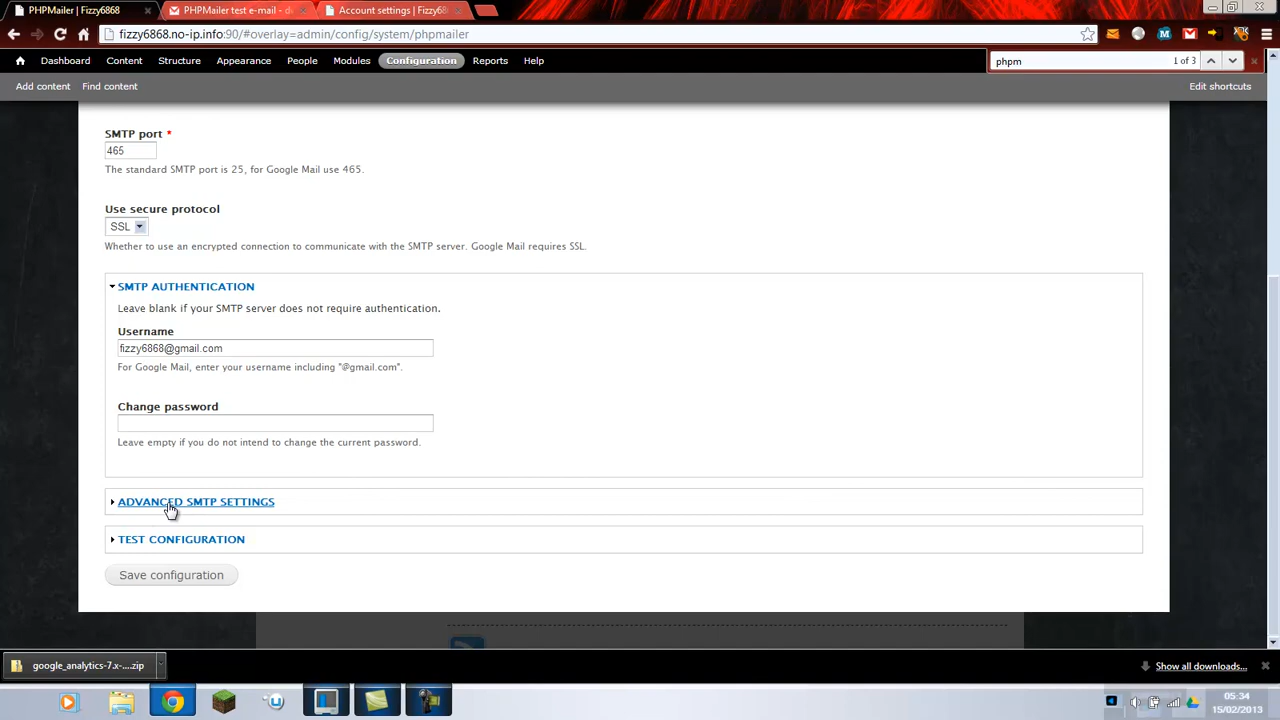 PHPMailer | Fizzy6868
PHPMailer test e-mail - d
Account settings | Fizzy68
fizzy6868.no-ip.info:90/#overlay=admin/config/system/phpmailer
Dashboard Content Structure Appearance People Modules Configuration Reports Help
phpm 1 of 3
Add content Find content Edit shortcuts
SMTP port *
465
The standard SMTP port is 25, for Google Mail use 465.
Use secure protocol
SSL
Whether to use an encrypted connection to communicate with the SMTP server. Google Mail requires SSL.
SMTP AUTHENTICATION
Leave blank if your SMTP server does not require authentication.
Username
fizzy6868@gmail.com
For Google Mail, enter your username including "@gmail.com".
Change password
Leave empty if you do not intend to change the current password.
ADVANCED SMTP SETTINGS
TEST CONFIGURATION
Save configuration
google_analytics-7.x-....zip
Show all downloads...
05:34
15/02/2013